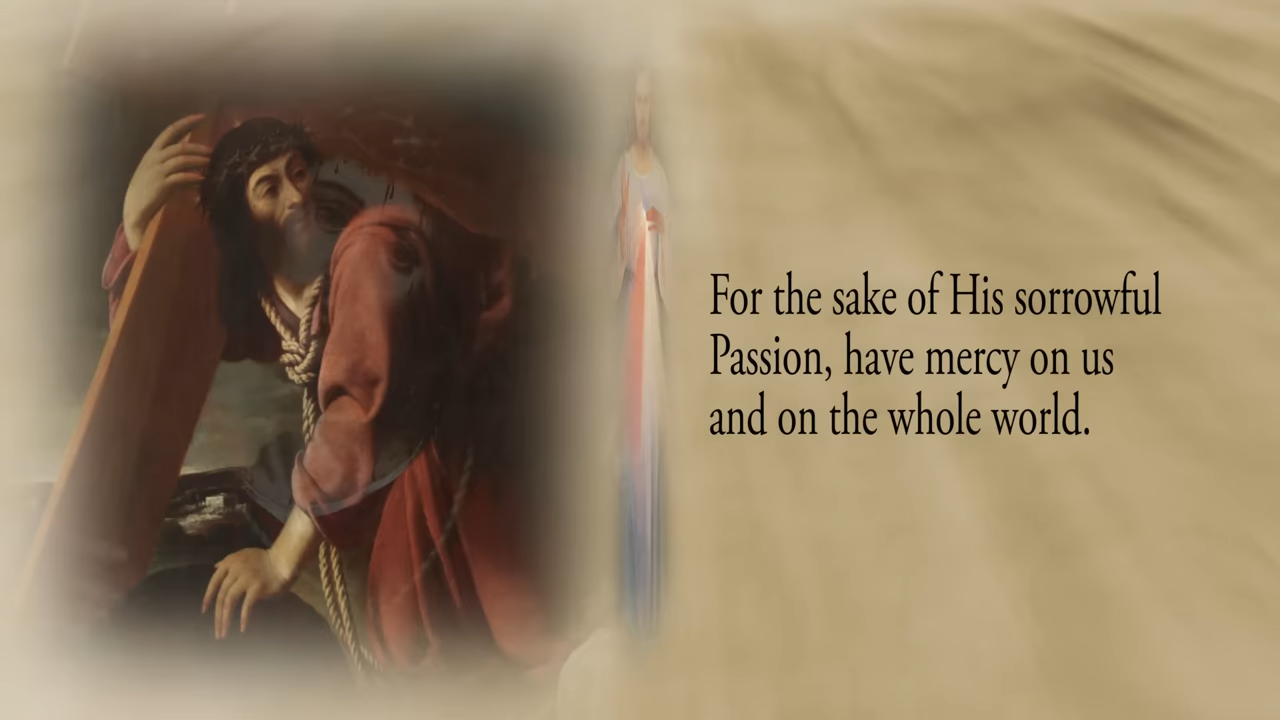 For the sake of His sorrowful
Passion, have mercy on us
and on the whole world.